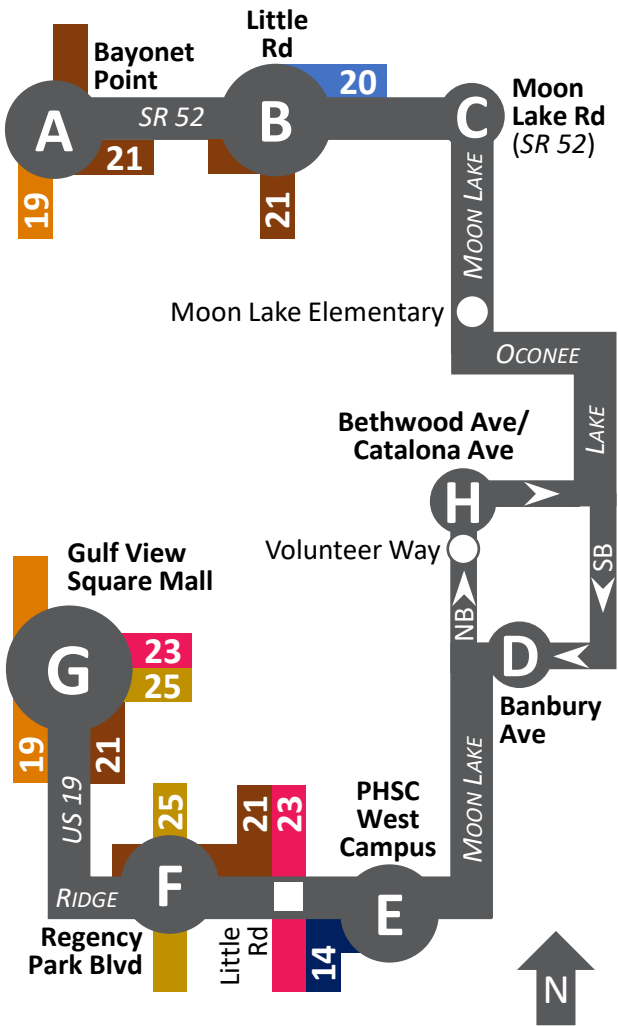 Little
Rd
Bayonet
Point
20
Moon
Lake Rd
(SR 52)
A
SR 52
B
C
21
19
21
MOON LAKE
Moon Lake Elementary
OCONEE
LAKE
Bethwood Ave/
Catalona Ave
H
Volunteer Way
SB
NB
Gulf View
Square Mall
G
23
25
D
Banbury
Ave
19
21
US 19
MOON LAKE
25
21
23
PHSC
West
Campus
F
RIDGE
E
Regency
Park Blvd
Little
Rd
14
N